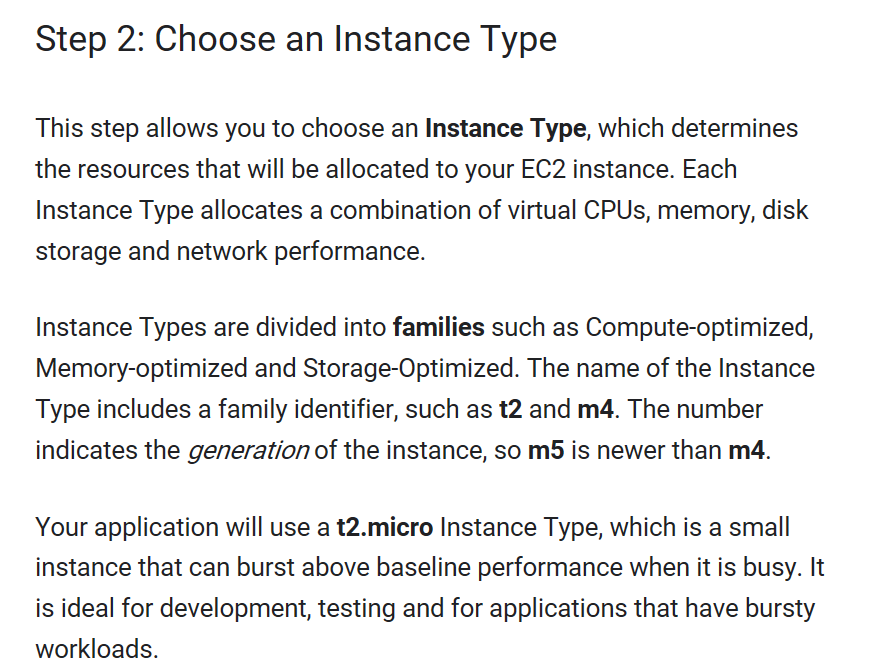 Step 2: Choose an Instance Type
This step allows you to choose an Instance Type, which determines
the resources that will be allocated to your EC2 instance. Each
Instance Type allocates a combination of virtual CPUs, memory, disk
storage and network performance.
Instance Types are divided into families such as Compute-optimized,
Memory-optimized and Storage-Optimized. The name of the Instance
Type includes a family identifier, such as t2 and m4. The number
indicates the generation of the instance, so m5 is newer than m4.
Your application will use a t2.micro Instance Type, which is a small
instance that can burst above baseline performance when it is busy. It
is ideal for development, testing and for applications that have bursty
workloads.